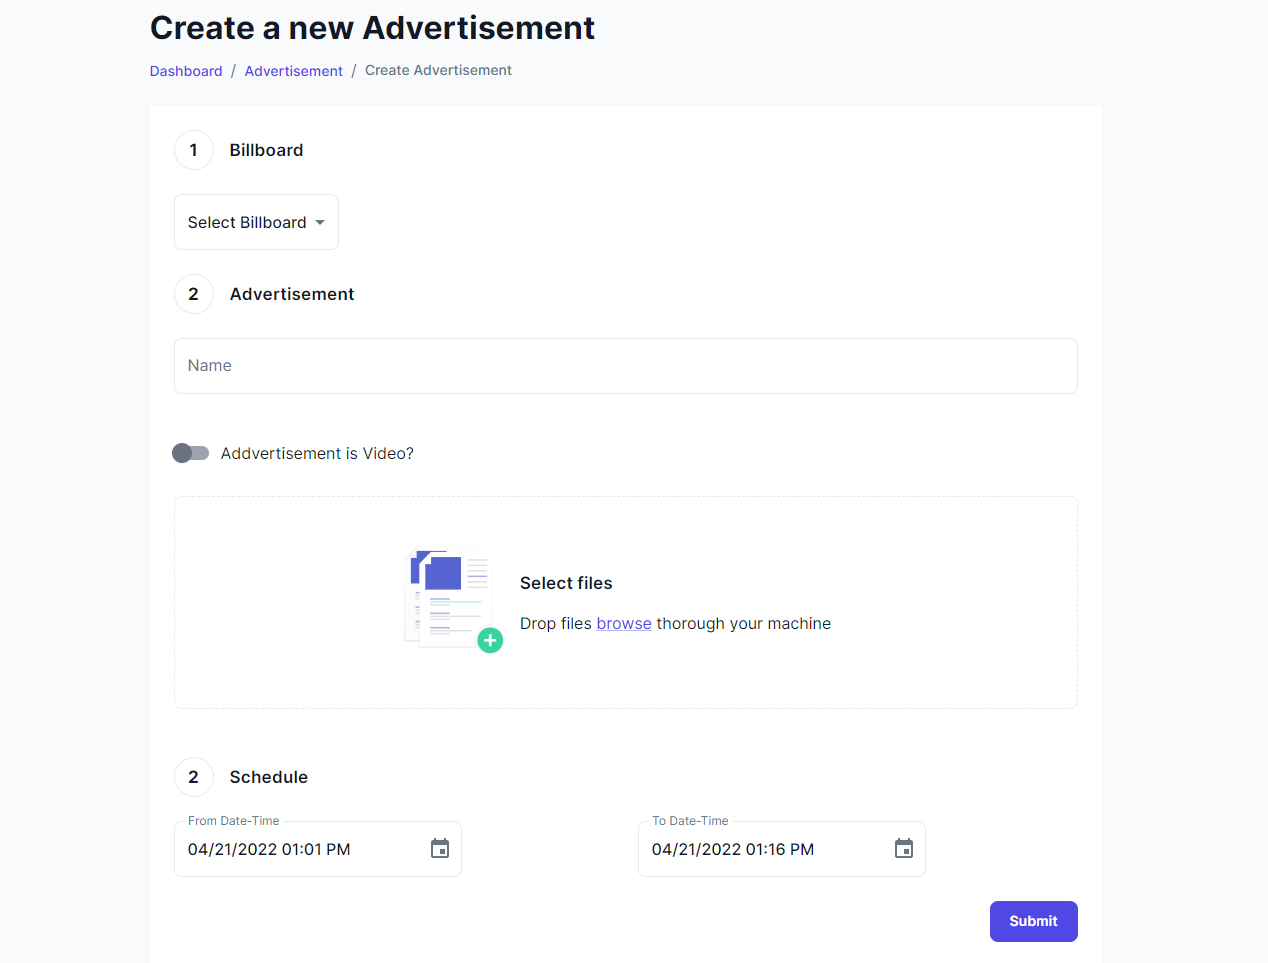 Create a new Advertisement
Dashboard / Advertisement / Create Advertisement
1 Billboard
Select Billboard
2 Advertisement
Name
Addvertisement is Video?
Select files
Drop files browse thorough your machine
2 Schedule
From Date-Time To Date-Time
04/21/2022 01:01 PM 04/21/2022 01:16 PM
Submit